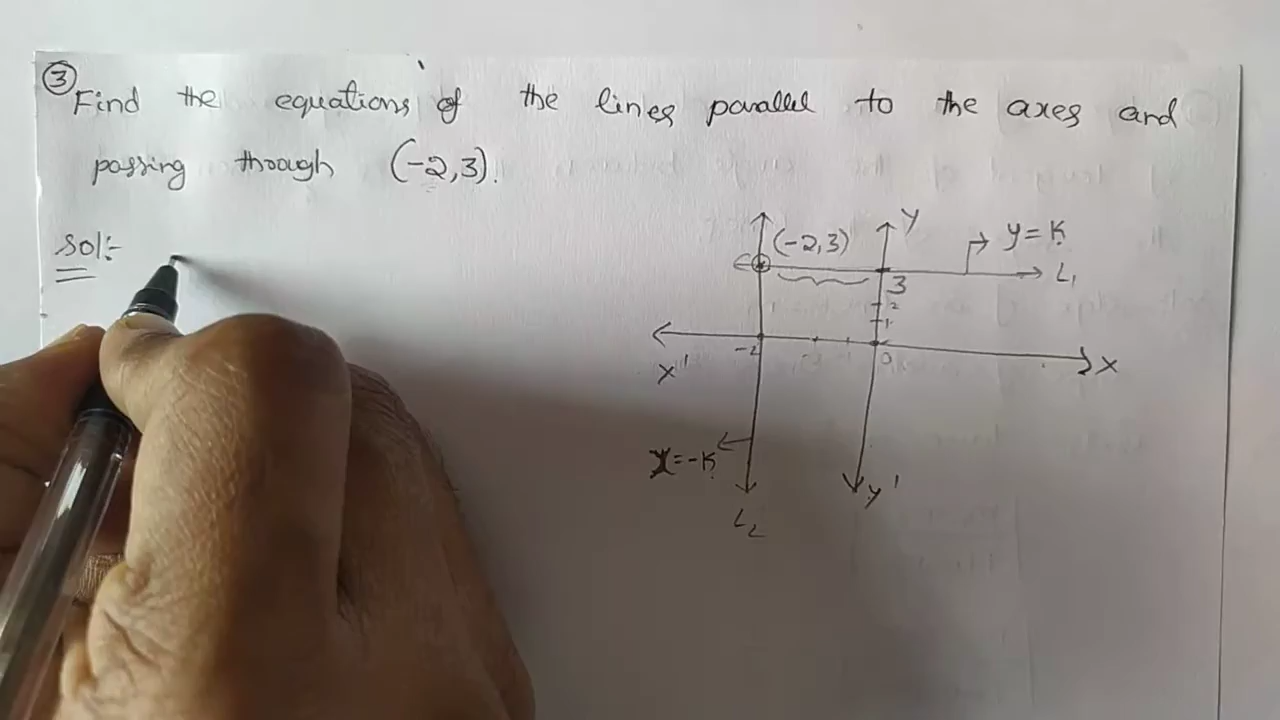 ③
Find the equations of the lines parallel to the axes and
passing through (-2,3).
Sol:-
(-2,3)
Y
y=K
L₁
3
2
1
-2
0
X'
X
x=-K
y'
L₂